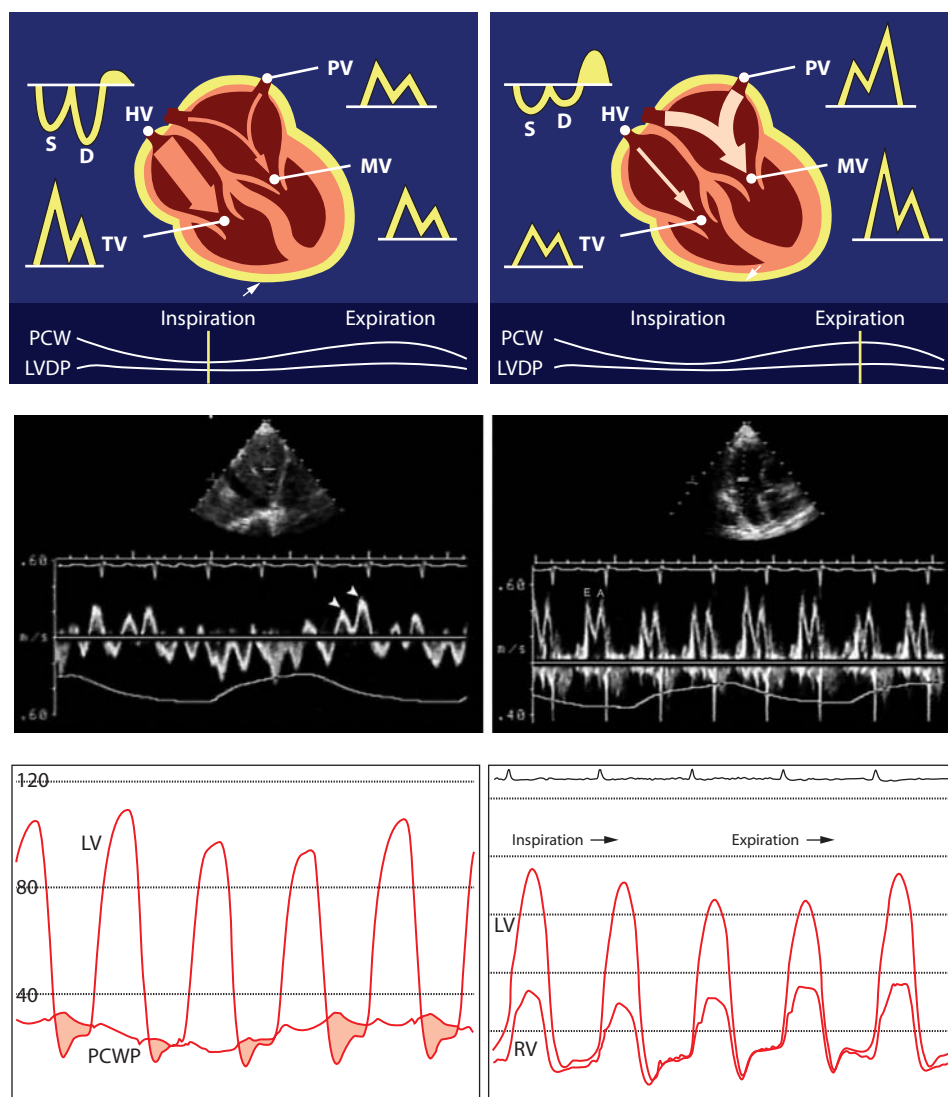 PV
HV
S
D
MV
TV
Inspiration
Expiration
PCW
LVDP
PV
HV
S
D
MV
TV
Inspiration
Expiration
PCW
LVDP
.60
m/s
.60
.60
E A
m/s
.40
120
LV
80
40
PCWP
Inspiration
Expiration
LV
RV